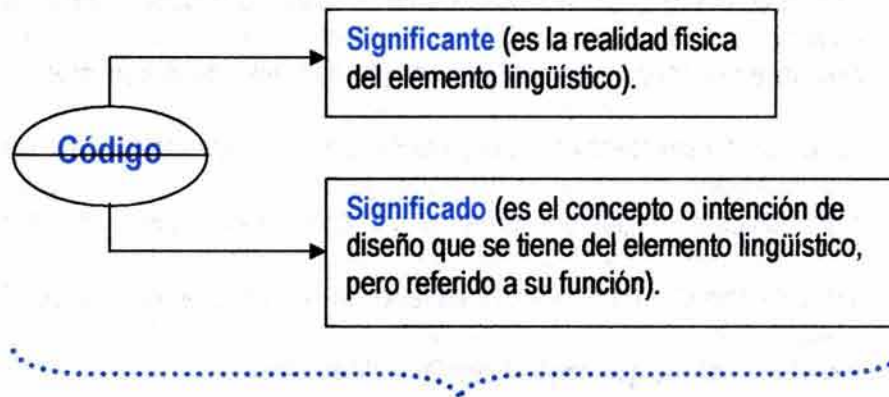 Significante (es la realidad física
del elemento lingüístico).
Código
Significado (es el concepto o intención de
diseño que se tiene del elemento lingüístico,
pero referido a su función).